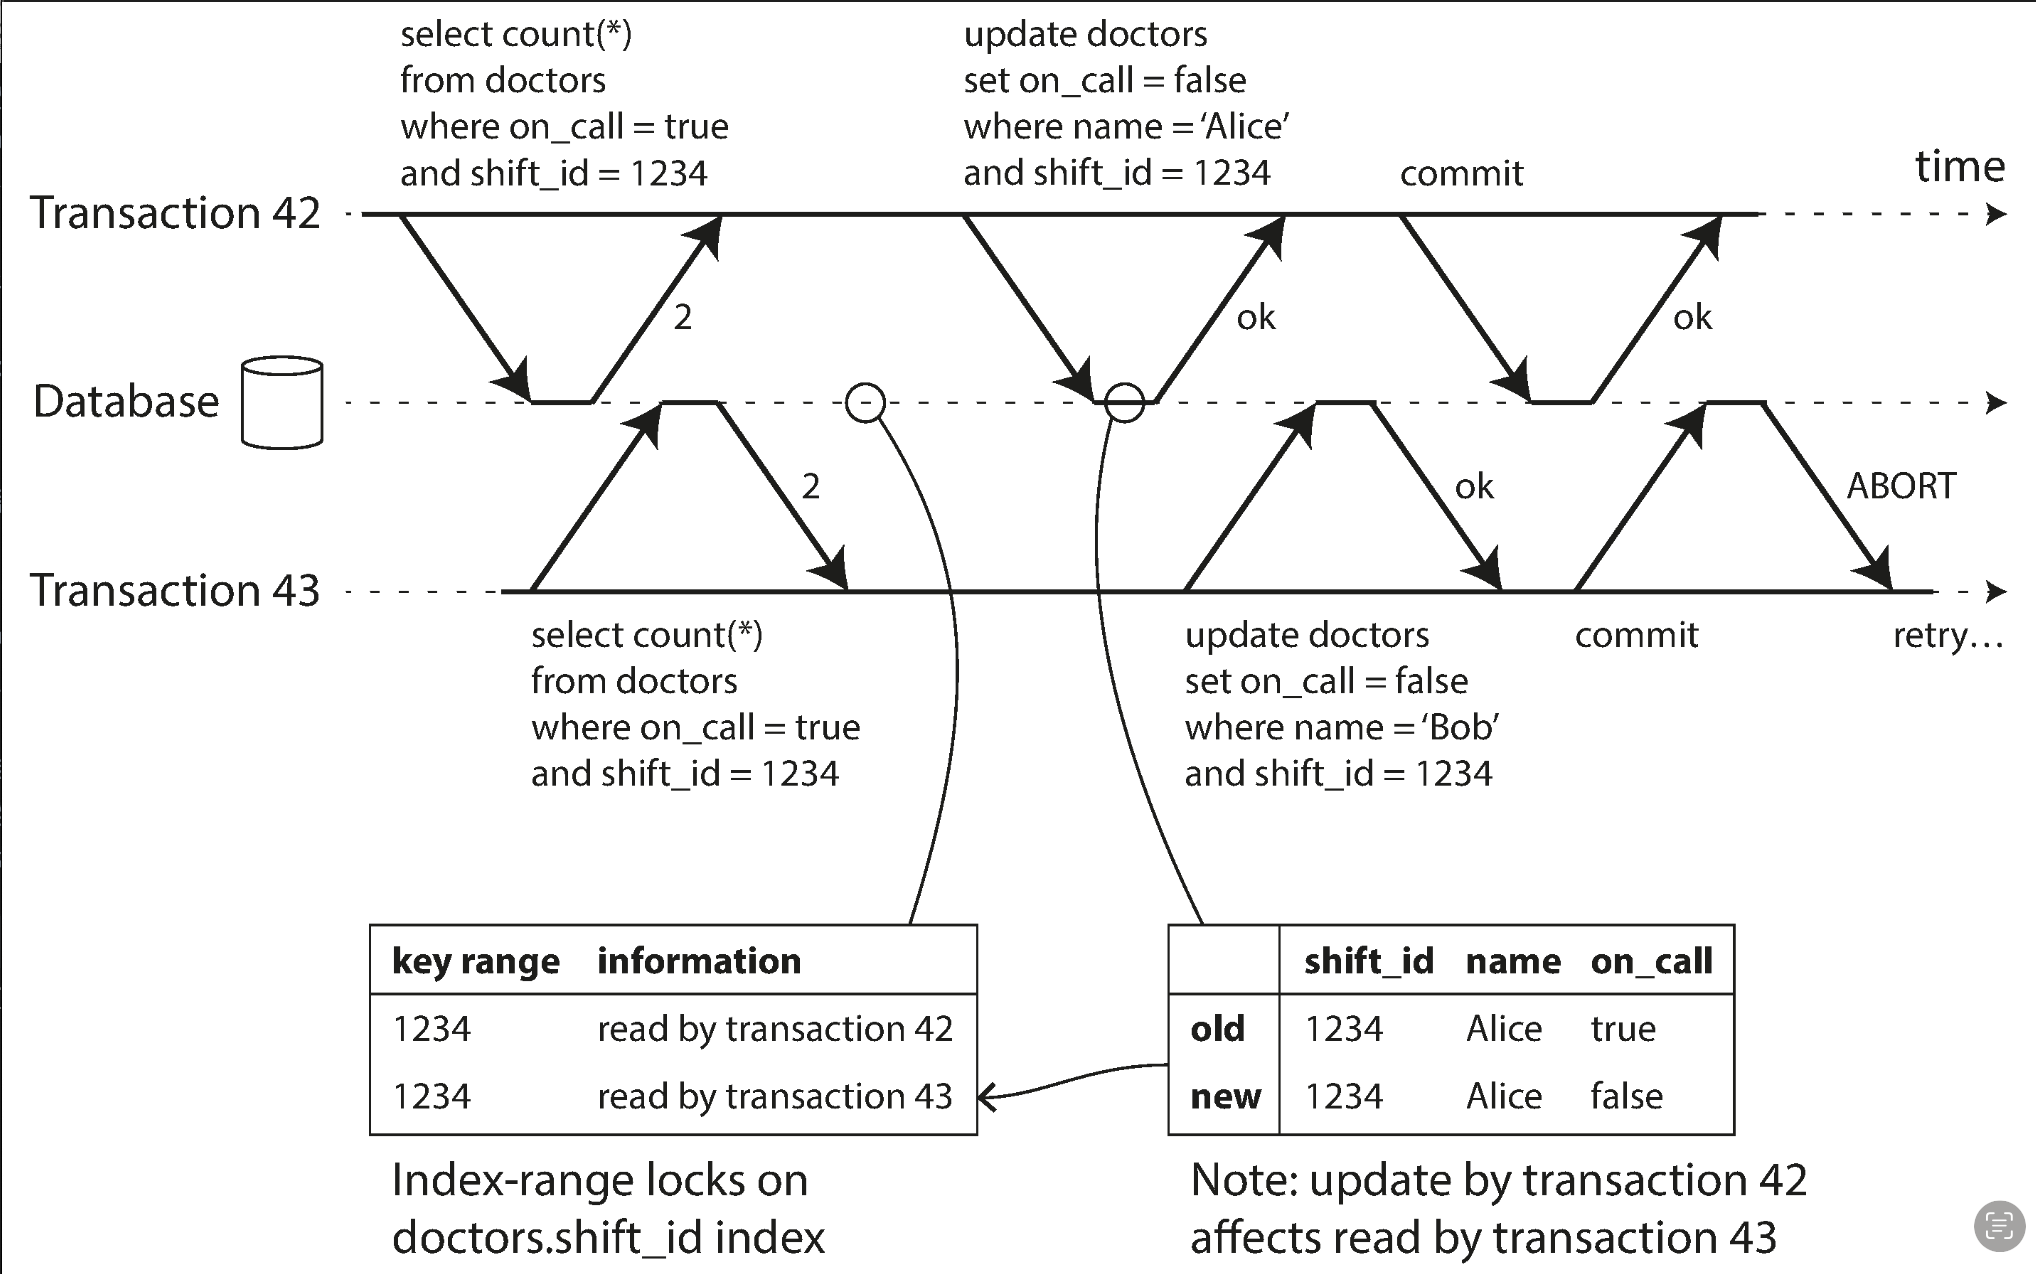 select count(*)
from doctors
where on_call = true
and shift_id = 1234
update doctors
set on_call = false
where name = ‘Alice’
and shift_id = 1234
commit
time
Transaction 42
2
ok
ok
Database
2
ok
ABORT
Transaction 43
select count(*)
from doctors
where on_call = true
and shift_id = 1234
update doctors
set on_call = false
where name = ‘Bob’
and shift_id = 1234
commit
retry…
key range information
1234 read by transaction 42
1234 read by transaction 43
Index-range locks on
doctors.shift_id index
shift_id name on_call
old 1234 Alice true
new 1234 Alice false
Note: update by transaction 42
affects read by transaction 43